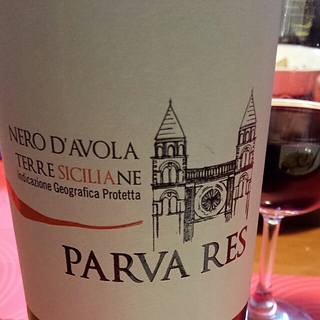 NERO D'AVOLA
TERRE SICILIANE
Indicazione Geografica Protetta
PARVA RES